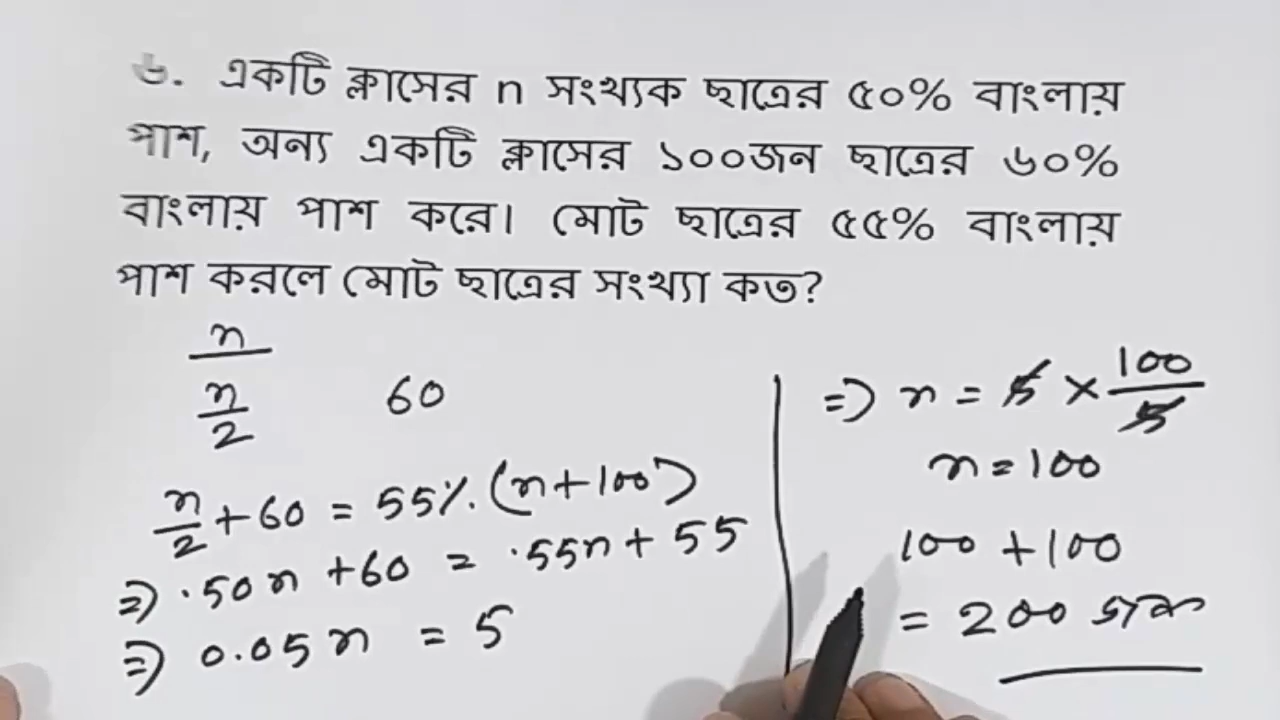 ৬. একটি ক্লাসের n সংখ্যক ছাত্রের ৫০% বাংলায়
পাশ, অন্য একটি ক্লাসের ১০০জন ছাত্রের ৬০%
বাংলায় পাশ করে। মোট ছাত্রের ৫৫% বাংলায়
পাশ করলে মোট ছাত্রের সংখ্যা কত?
n
n/2 60
n/2 + 60 = 55% (n+100)
=> .50n + 60 = .55n + 55
=> 0.05n = 5
=> n = 5 × 100/5
n = 100
100 + 100
= 200 জন